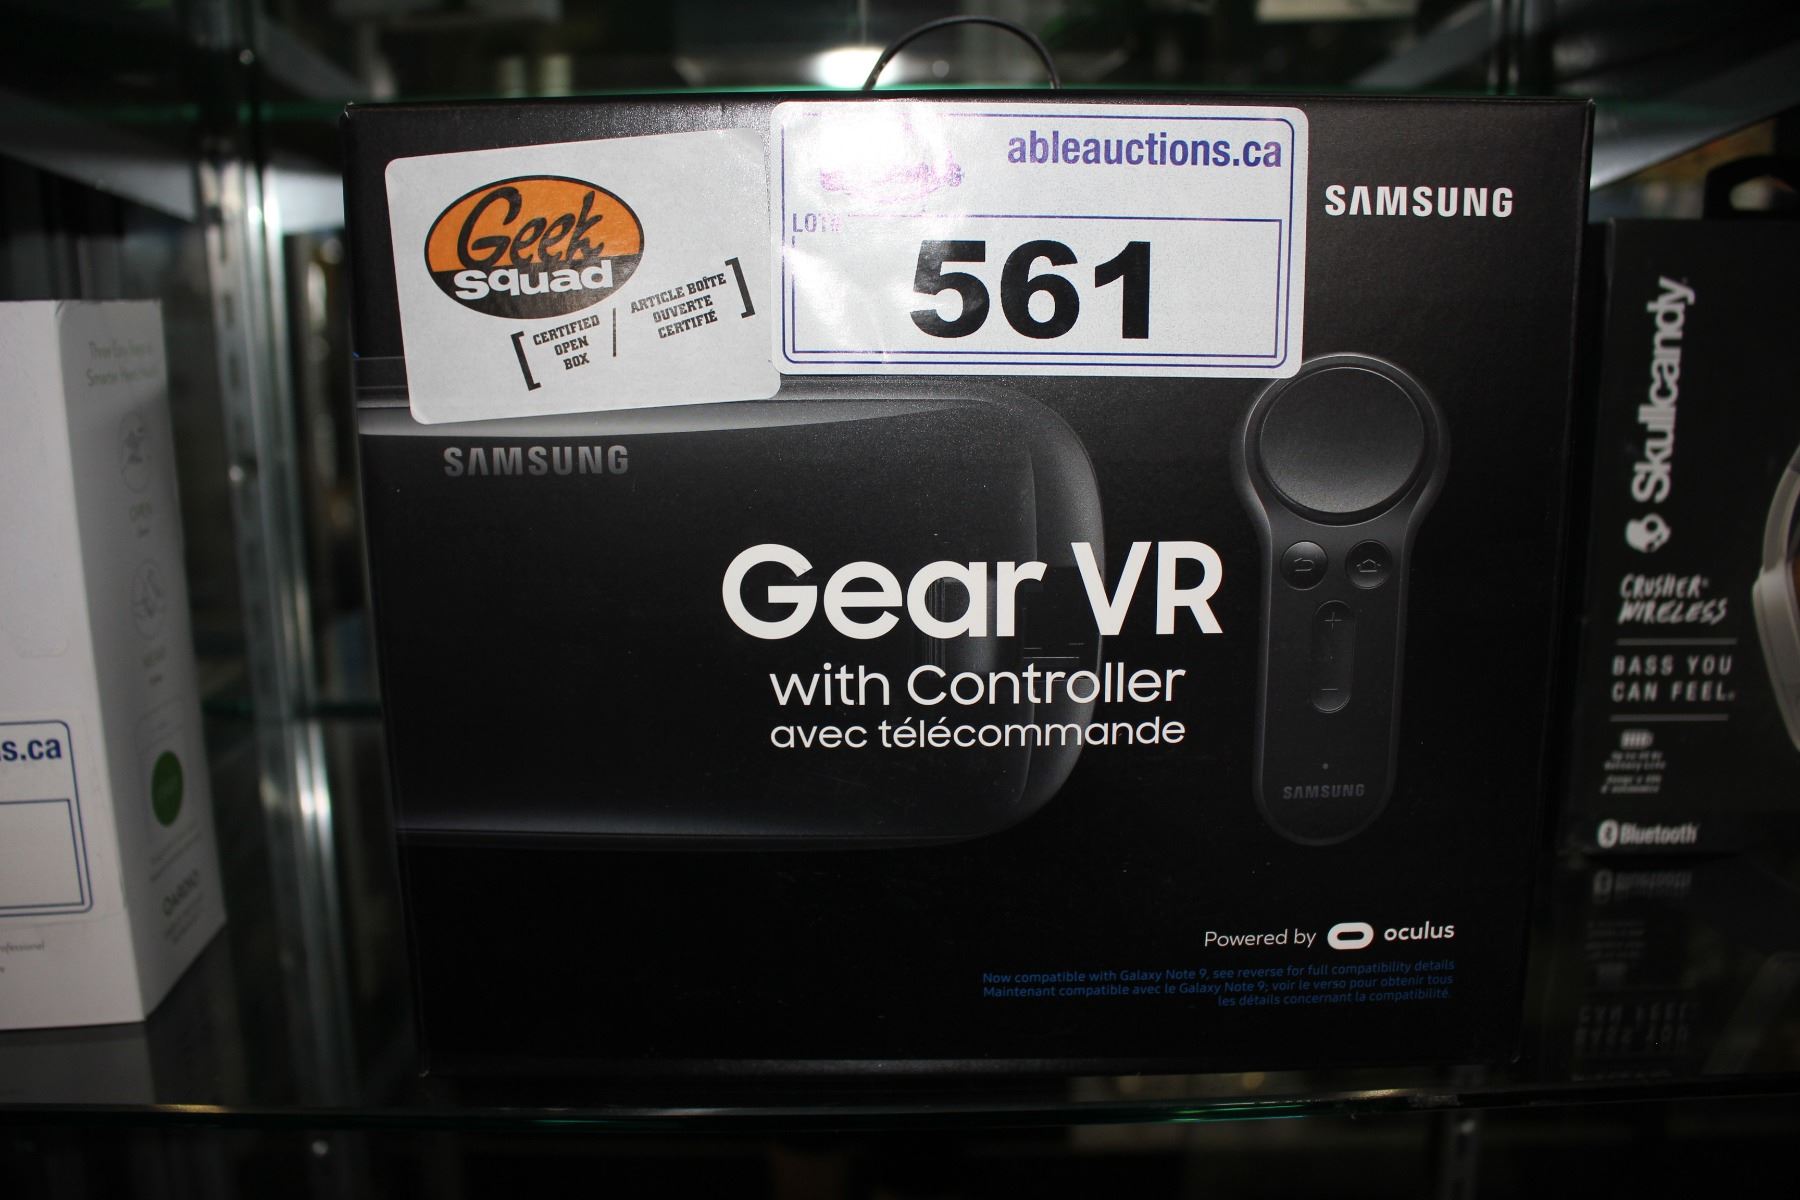 Geek
squad
CERTIFIED
OPEN
BOX
ARTICLE BOÎTE
OUVERTE
CERTIFIÉ
ableauctions.ca
LOT#
561
SAMSUNG
SAMSUNG
Gear VR
with Controller
avec télécommande
SAMSUNG
Powered by oculus
Now compatible with Galaxy Note 9, see reverse for full compatibility details
Maintenant compatible avec le Galaxy Note 9; voir le verso pour obtenir tous
les détails concernant la compatibilité.
s.ca
Skullcandy
CRUSHER
WIRELESS
BASS YOU
CAN FEEL.
Bluetooth